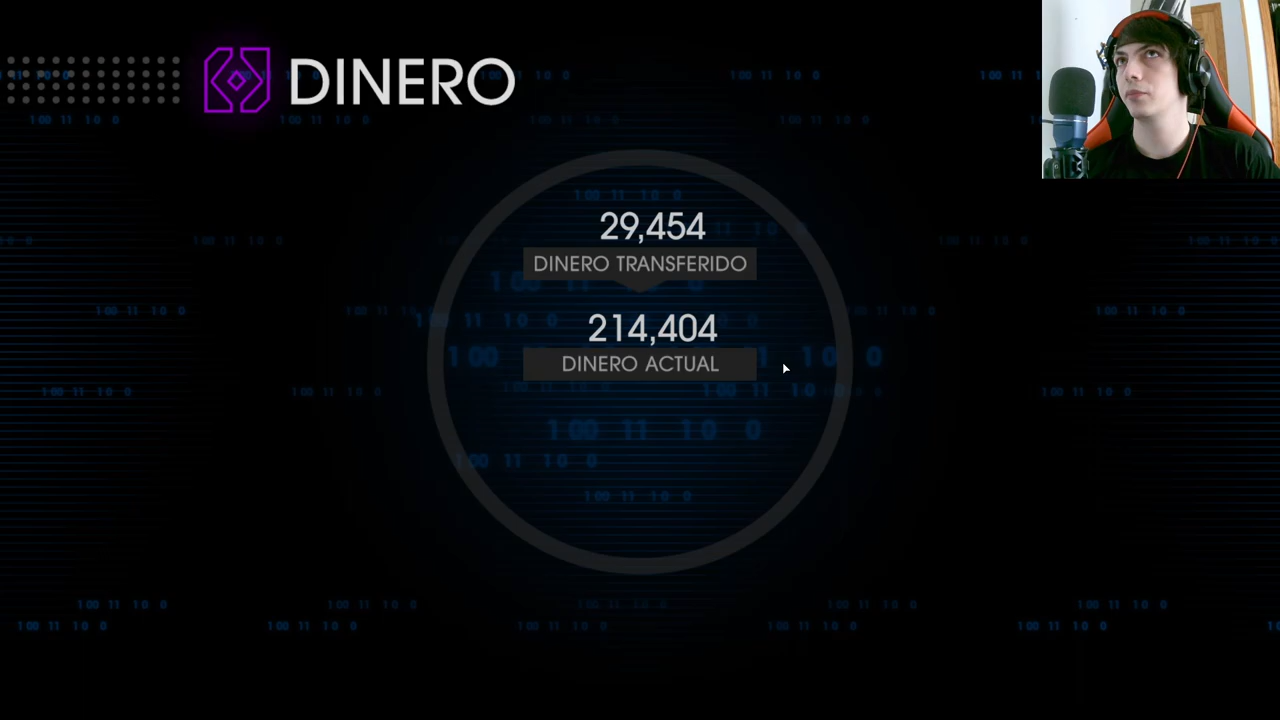 DINERO
29,454
DINERO TRANSFERIDO
214,404
DINERO ACTUAL